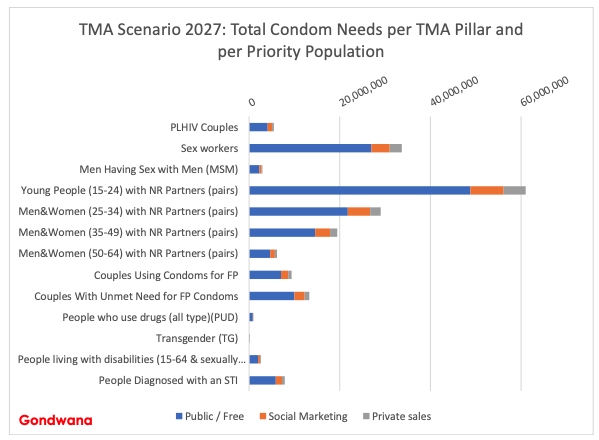 TMA Scenario 2027: Total Condom Needs per TMA Pillar and
per Priority Population
0
20,000,000
40,000,000
60,000,000
PLHIV Couples
Sex workers
Men Having Sex with Men (MSM)
Young People (15-24) with NR Partners (pairs)
Men&Women (25-34) with NR Partners (pairs)
Men&Women (35-49) with NR Partners (pairs)
Men&Women (50-64) with NR Partners (pairs)
Couples Using Condoms for FP
Couples With Unmet Need for FP Condoms
People who use drugs (all type)(PUD)
Transgender (TG)
People living with disabilities (15-64 & sexually...
People Diagnosed with an STI
Public / Free
Social Marketing
Private sales
Gondwana